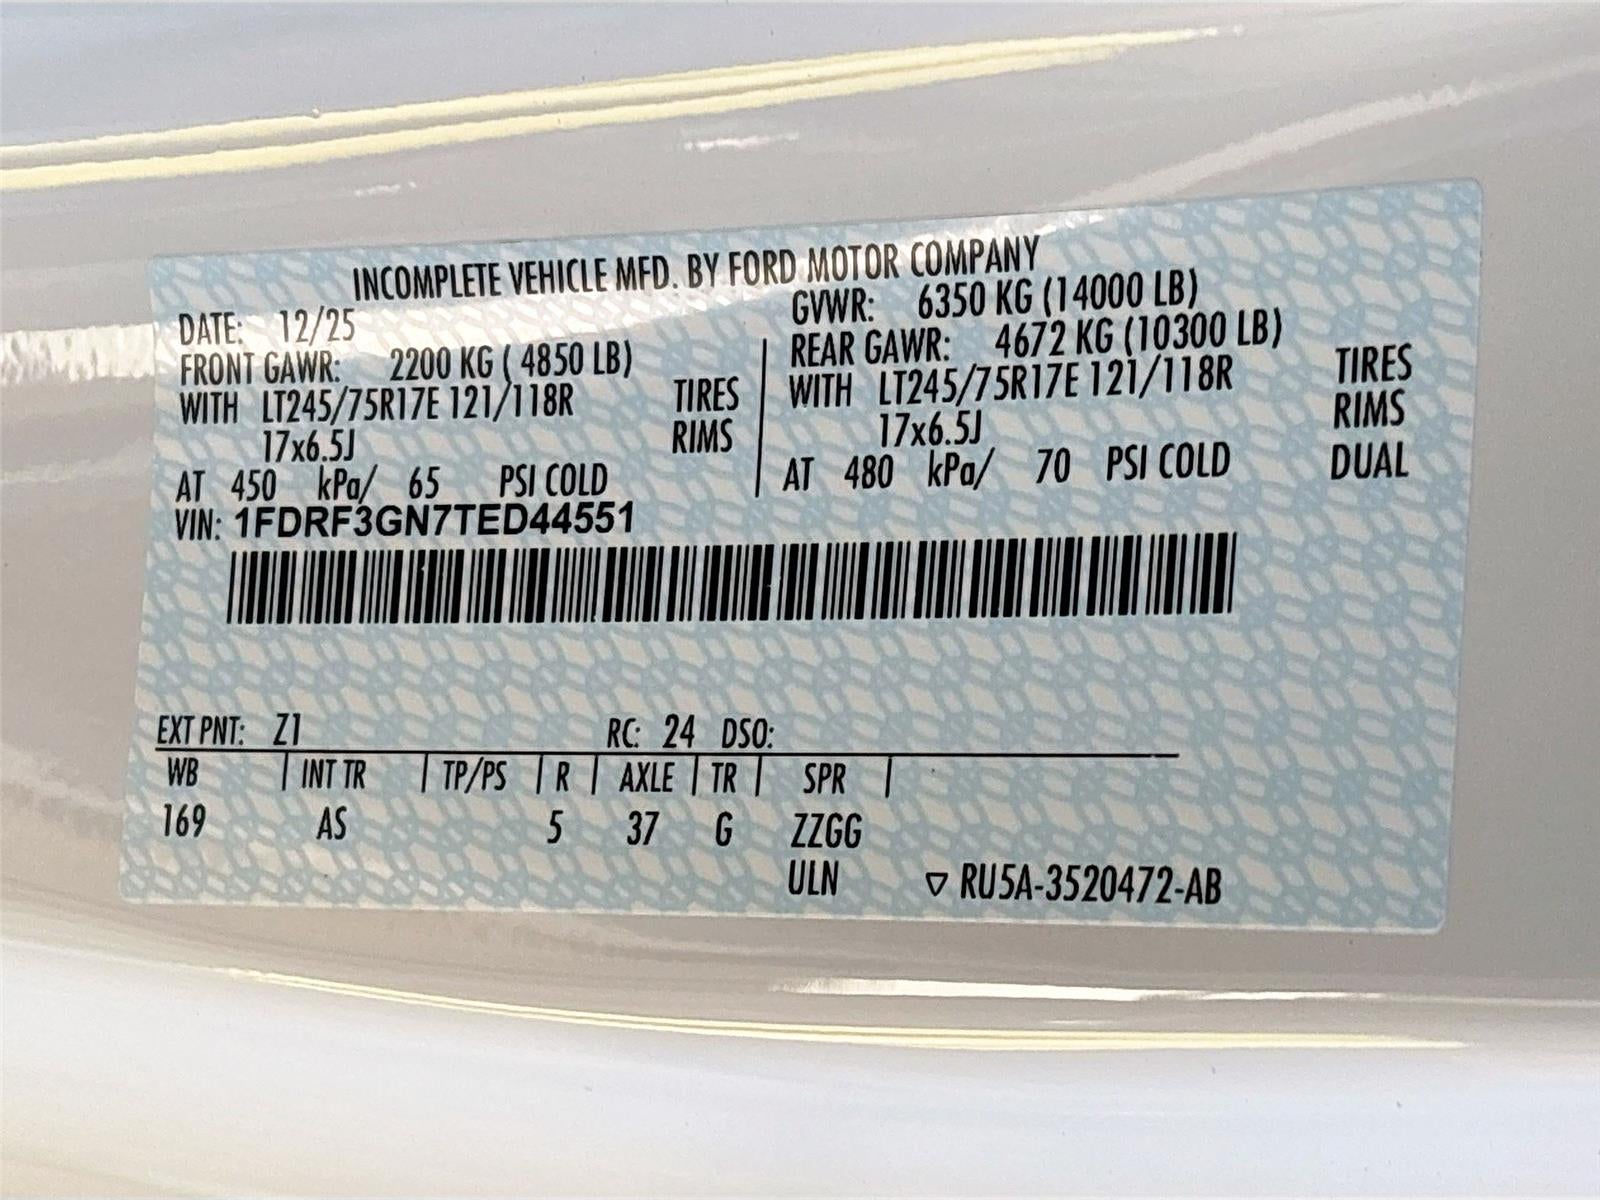 INCOMPLETE VEHICLE MFD. BY FORD MOTOR COMPANY
DATE: 12/25 GVWR: 6350 KG (14000 LB)
FRONT GAWR: 2200 KG ( 4850 LB) REAR GAWR: 4672 KG (10300 LB)
WITH LT245/75R17E 121/118R TIRES WITH LT245/75R17E 121/118R TIRES
17x6.5J RIMS 17x6.5J RIMS
AT 450 kPa/ 65 PSI COLD AT 480 kPa/ 70 PSI COLD DUAL
VIN: 1FDRF3GN7TED44551
EXT PNT: Z1 RC: 24 DSO:
WB | INT TR | TP/PS | R | AXLE | TR | SPR |
169 AS 5 37 G ZZGG
ULN ▽ RU5A-3520472-AB